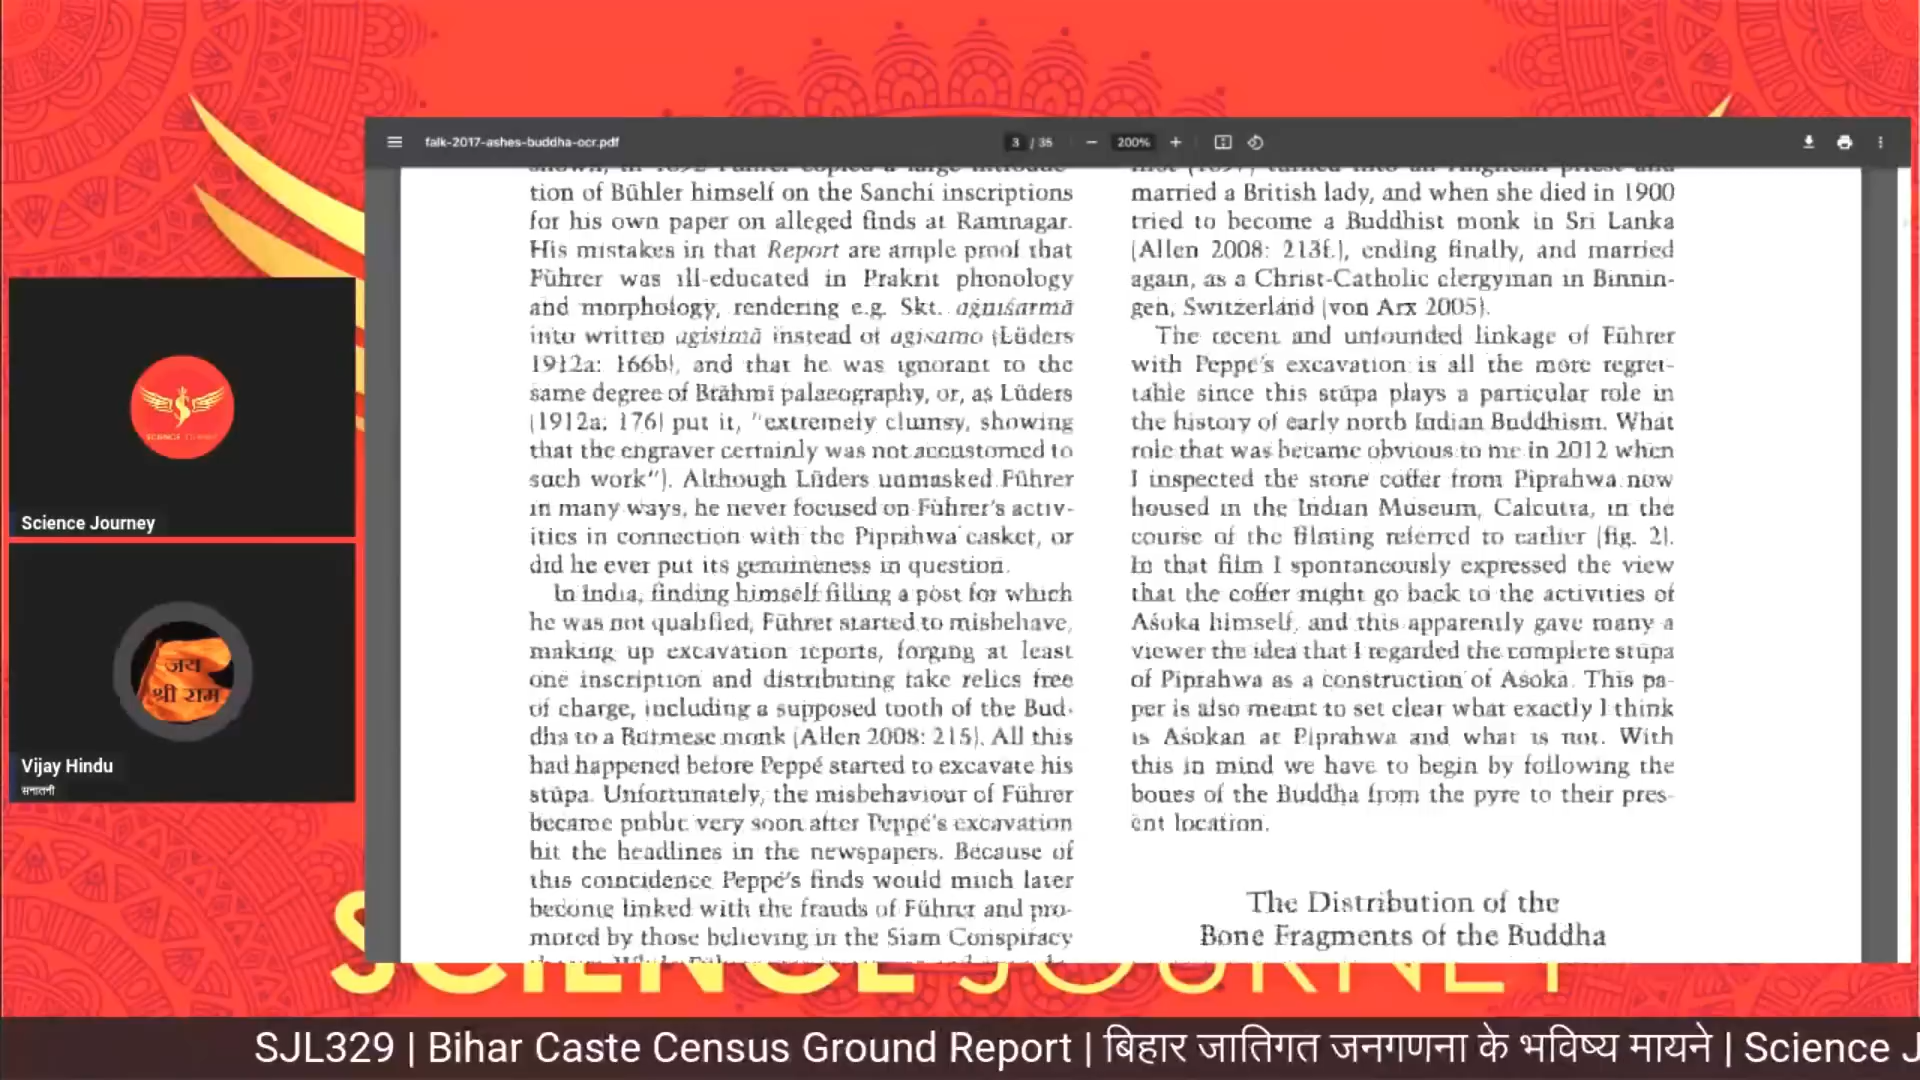 falk-2017-ashes-buddha-ocr.pdf
3 / 35
200%
tion of Bühler himself on the Sanchi inscriptions
for his own paper on alleged finds at Ramnagar.
His mistakes in that Report are ample proof that
Führer was ill-educated in Prakrit phonology
and morphology, rendering e.g. Skt. agniśarmā
into written agisimā instead of agisamo (Lüders
1912a: 166b), and that he was ignorant to the
same degree of Brāhmī palaeography, or, as Lüders
(1912a: 176) put it, "extremely clumsy, showing
that the engraver certainly was not accustomed to
such work"). Although Lüders unmasked Führer
in many ways, he never focused on Führer's activ-
ities in connection with the Piprahwa casket, or
did he ever put its genuineness in question.
In India, finding himself filling a post for which
he was not qualified, Führer started to misbehave,
making up excavation reports, forging at least
one inscription and distributing fake relics free
of charge, including a supposed tooth of the Bud-
dha to a Burmese monk (Allen 2008: 215). All this
had happened before Peppé started to excavate his
stūpa. Unfortunately, the misbehaviour of Führer
became public very soon after Peppé's excavation
hit the headlines in the newspapers. Because of
this coincidence Peppé's finds would much later
become linked with the frauds of Führer and pro-
moted by those believing in the Siam Conspiracy
married a British lady, and when she died in 1900
tried to become a Buddhist monk in Sri Lanka
(Allen 2008: 213f.), ending finally, and married
again, as a Christ-Catholic clergyman in Binnin-
gen, Switzerland (von Arx 2005).
The recent and unfounded linkage of Führer
with Peppé's excavation is all the more regret-
table since this stūpa plays a particular role in
the history of early north Indian Buddhism. What
role that was became obvious to me in 2012 when
I inspected the stone coffer from Piprahwa now
housed in the Indian Museum, Calcutta, in the
course of the filming referred to earlier (fig. 2).
In that film I spontaneously expressed the view
that the coffer might go back to the activities of
Aśoka himself, and this apparently gave many a
viewer the idea that I regarded the complete stūpa
of Piprahwa as a construction of Aśoka. This pa-
per is also meant to set clear what exactly I think
is Aśokan at Piprahwa and what is not. With
this in mind we have to begin by following the
bones of the Buddha from the pyre to their pres-
ent location.
The Distribution of the
Bone Fragments of the Buddha
SCIENCE JOURNEY
Science Journey
जय
श्री राम
Vijay Hindu
सनातनी
SCIENCE JOURNEY
SJL329 | Bihar Caste Census Ground Report | बिहार जातिगत जनगणना के भविष्य मायने | Science J